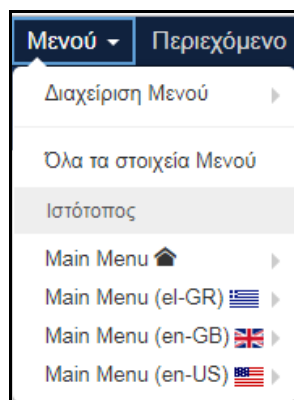 Μενού Περιεχόμενο
Διαχείριση Μενού
Όλα τα στοιχεία Μενού
Ιστότοπος
Main Menu
Main Menu (el-GR)
Main Menu (en-GB)
Main Menu (en-US)